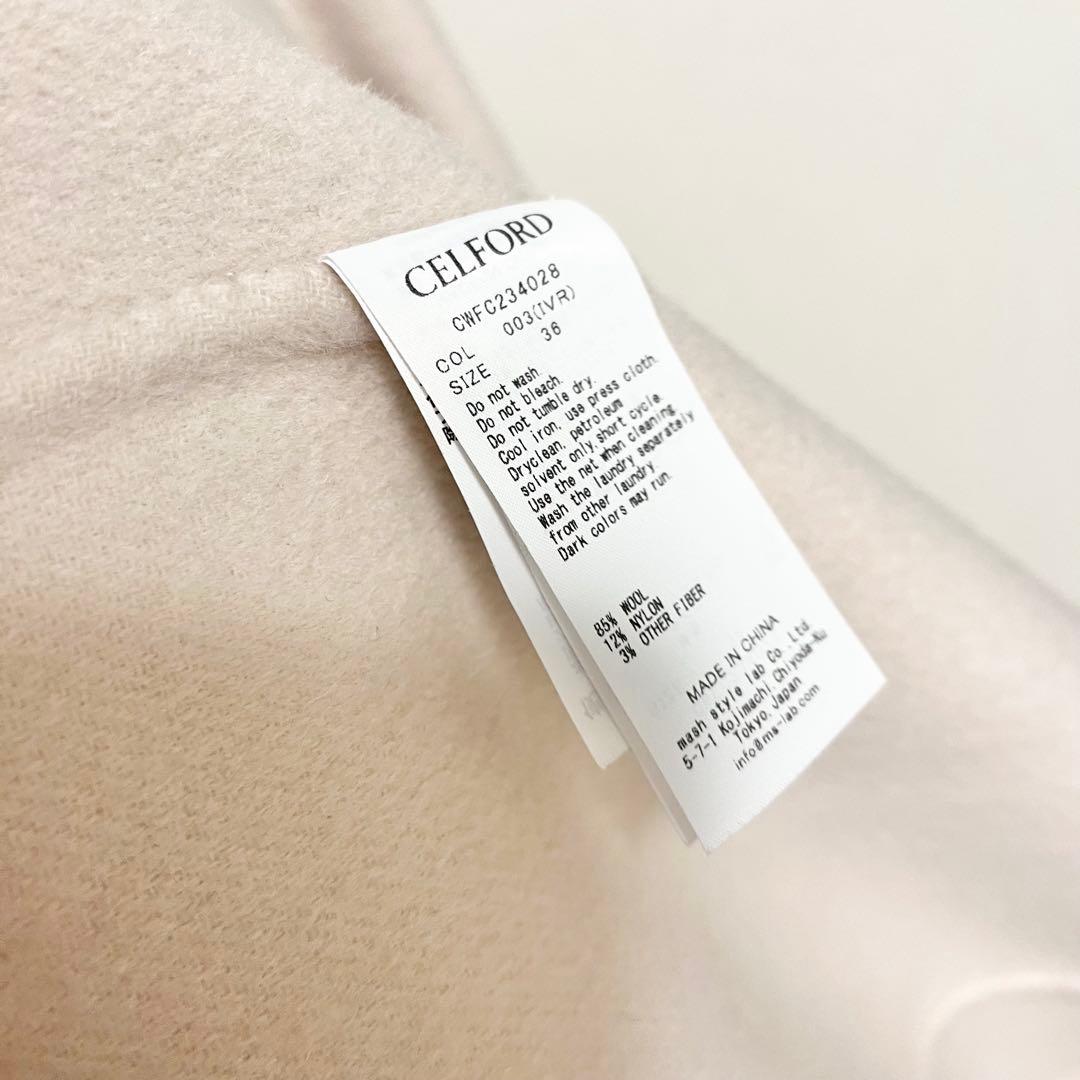 CELFORD
CWFC234028
COL 003(IVR)
SIZE 36
Do not wash.
Do not bleach.
Do not tumble dry.
Cool iron, use press cloth.
Dryclean, petroleum
solvent only, short cycle.
Use the net when cleaning.
Wash the laundry separately
from other laundry.
Dark colors may run.
85% WOOL
12% NYLON
3% OTHER FIBER
MADE IN CHINA
mash style lab Co., Ltd.
5-7-1 Kojimachi, Chiyoda-Ku
Tokyo, Japan
info@ms-lab.com